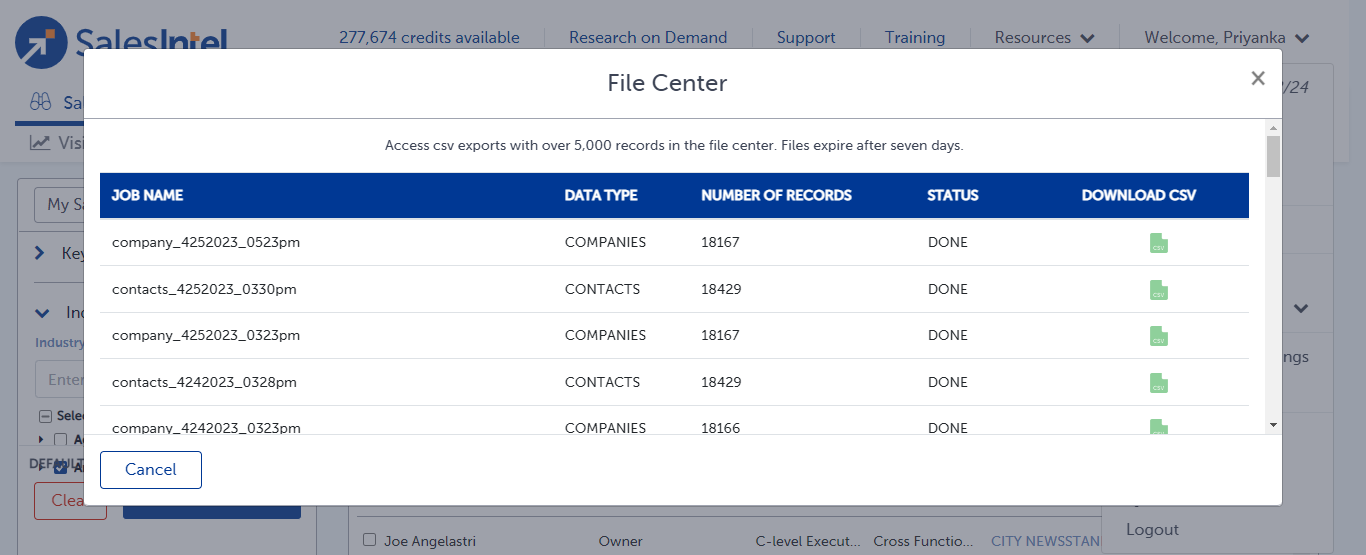 SalesIntel
277,674 credits available
Research on Demand
Support
Training
Resources
Welcome, Priyanka
File Center
/24
Sa
Visi
Access csv exports with over 5,000 records in the file center. Files expire after seven days.
JOB NAME DATA TYPE NUMBER OF RECORDS STATUS DOWNLOAD CSV
My Sa
company_4252023_0523pm COMPANIES 18167 DONE CSV
Key
contacts_4252023_0330pm CONTACTS 18429 DONE CSV
In
company_4252023_0323pm COMPANIES 18167 DONE CSV
Industry
ngs
Enter
contacts_4242023_0328pm CONTACTS 18429 DONE CSV
Selec
company_4242023_0323pm COMPANIES 18166 DONE CSV
A
DEFAULT
A
Cancel
Clea
Logout
Joe Angelastri Owner C-level Execut... Cross Functio... CITY NEWSSTAN